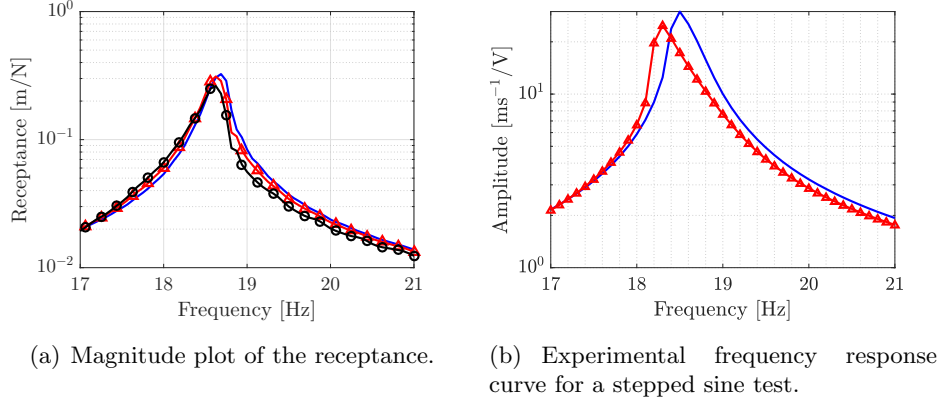 10^0
10^-1
10^-2
Receptance [m/N]
17 18 19 20 21
Frequency [Hz]
10^1
10^0
Amplitude [ms^-1/V]
17 18 19 20 21
Frequency [Hz]
(a) Magnitude plot of the receptance.
(b) Experimental frequency response
curve for a stepped sine test.